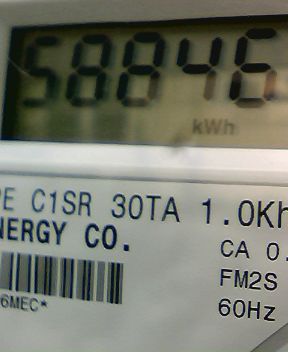 58846
kWh
PE C1SR 30TA 1.0Kh
NERGY CO.
CA 0.
FM2S
6MEC*
60Hz